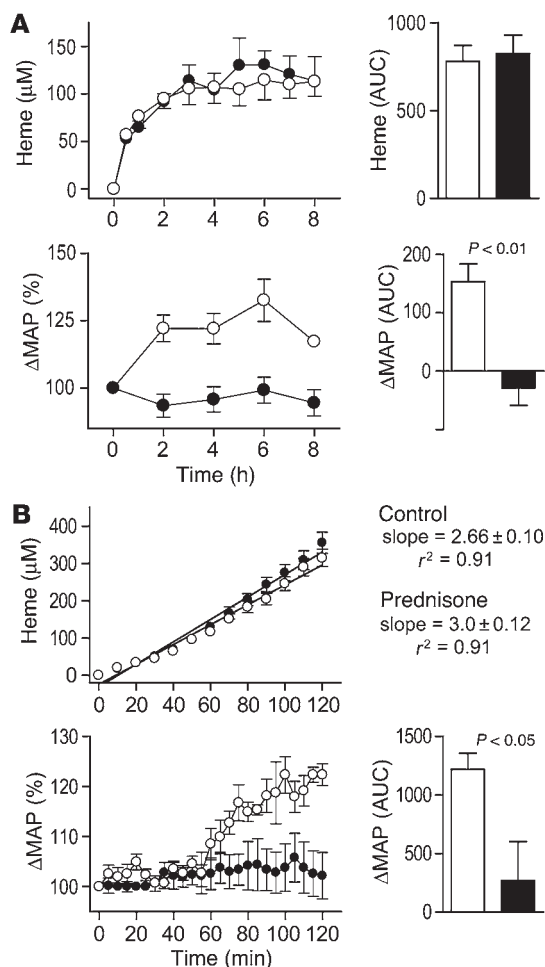 A
Heme (µM)
150
100
50
0
0 2 4 6 8
Heme (AUC)
1000
500
0
ΔMAP (%)
150
125
100
0 2 4 6 8
Time (h)
ΔMAP (AUC)
200
100
0
P < 0.01
B
Heme (µM)
400
300
200
100
0
0 20 40 60 80 100 120
Control
slope = 2.66 ± 0.10
r² = 0.91
Prednisone
slope = 3.0 ± 0.12
r² = 0.91
ΔMAP (%)
130
120
110
100
0 20 40 60 80 100 120
Time (min)
ΔMAP (AUC)
1500
1000
500
0
P < 0.05